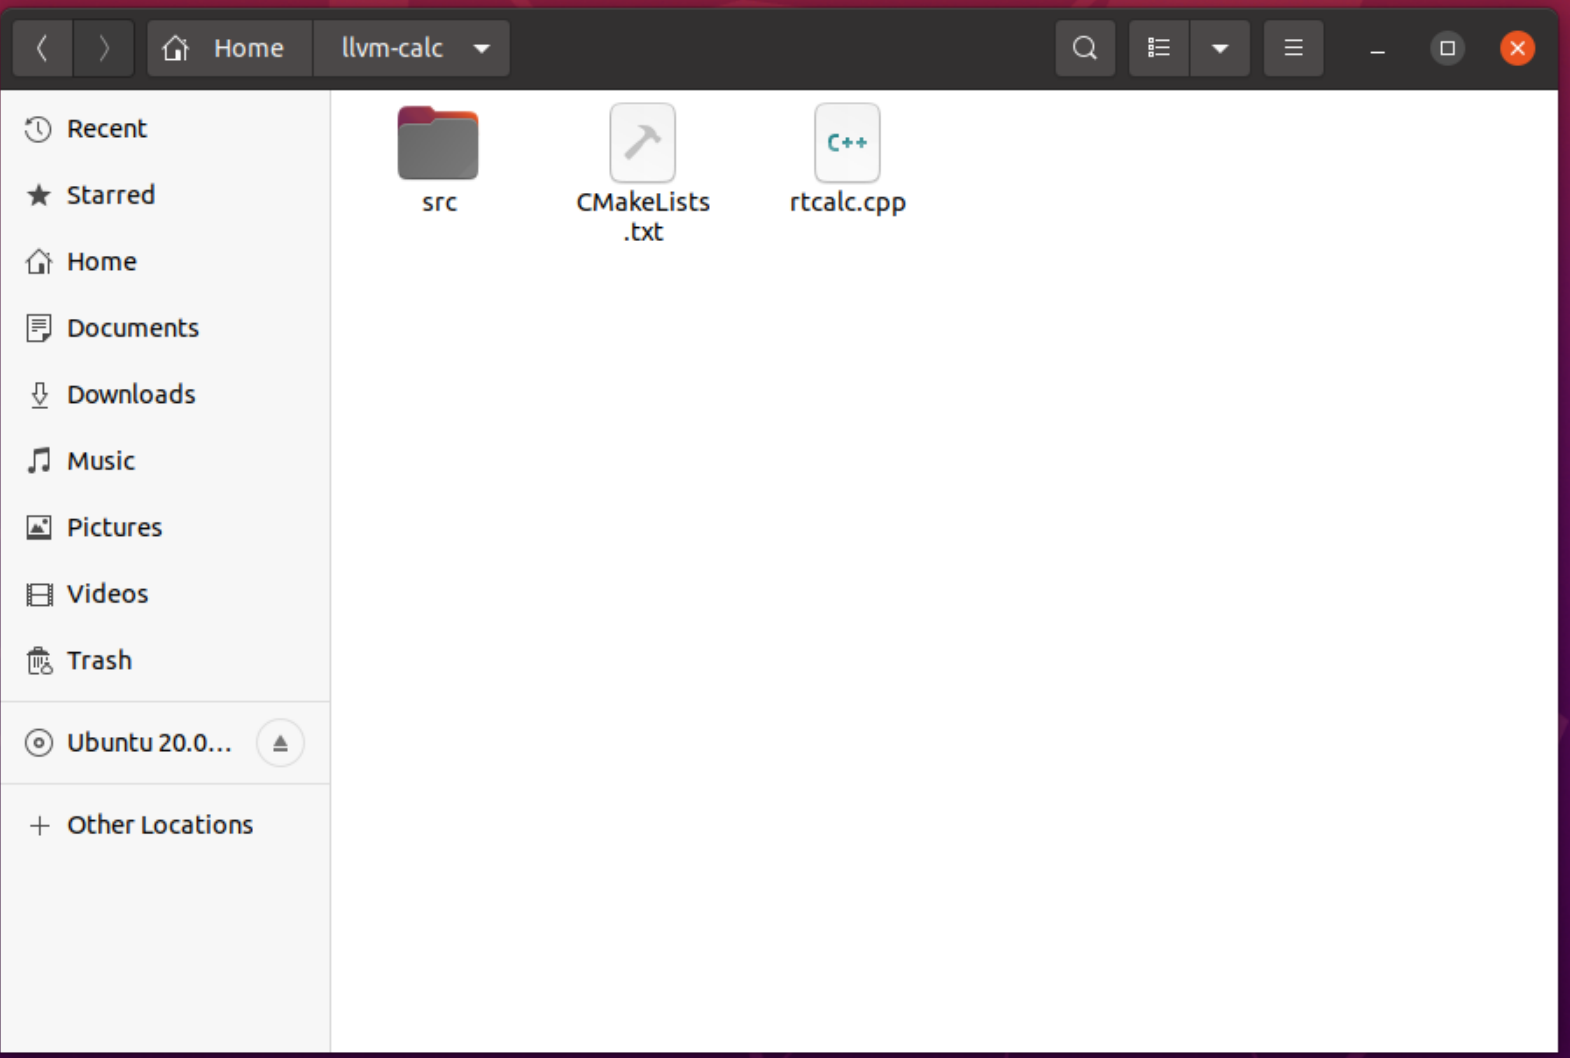 Home
llvm-calc
Recent
Starred
Home
Documents
Downloads
Music
Pictures
Videos
Trash
Ubuntu 20.0...
Other Locations
src
CMakeLists
.txt
C++
rtcalc.cpp